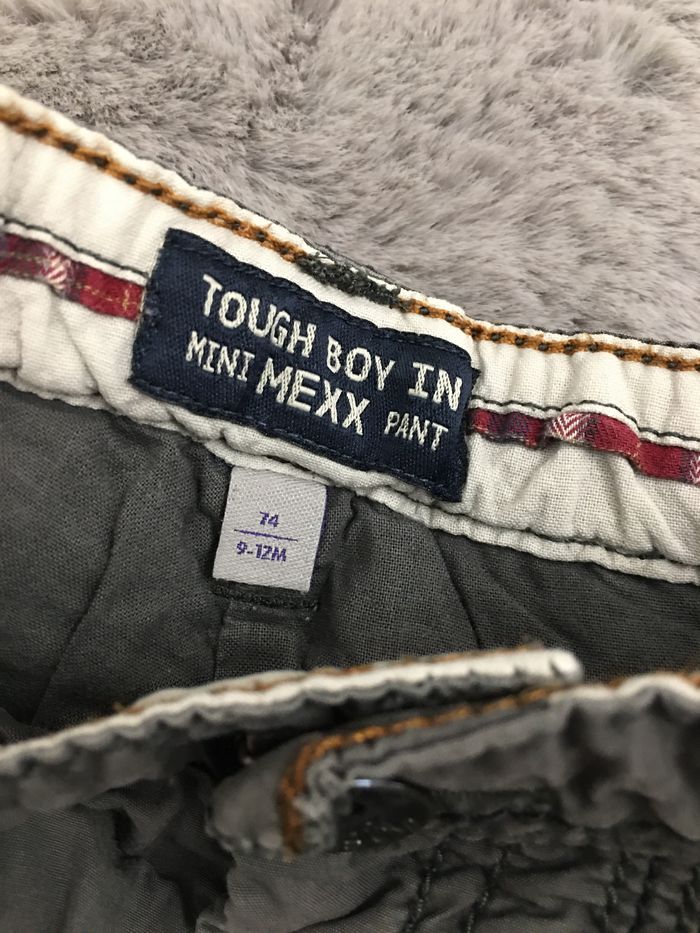 TOUGH BOY IN
MINI MEXX PANT
74
9-12M